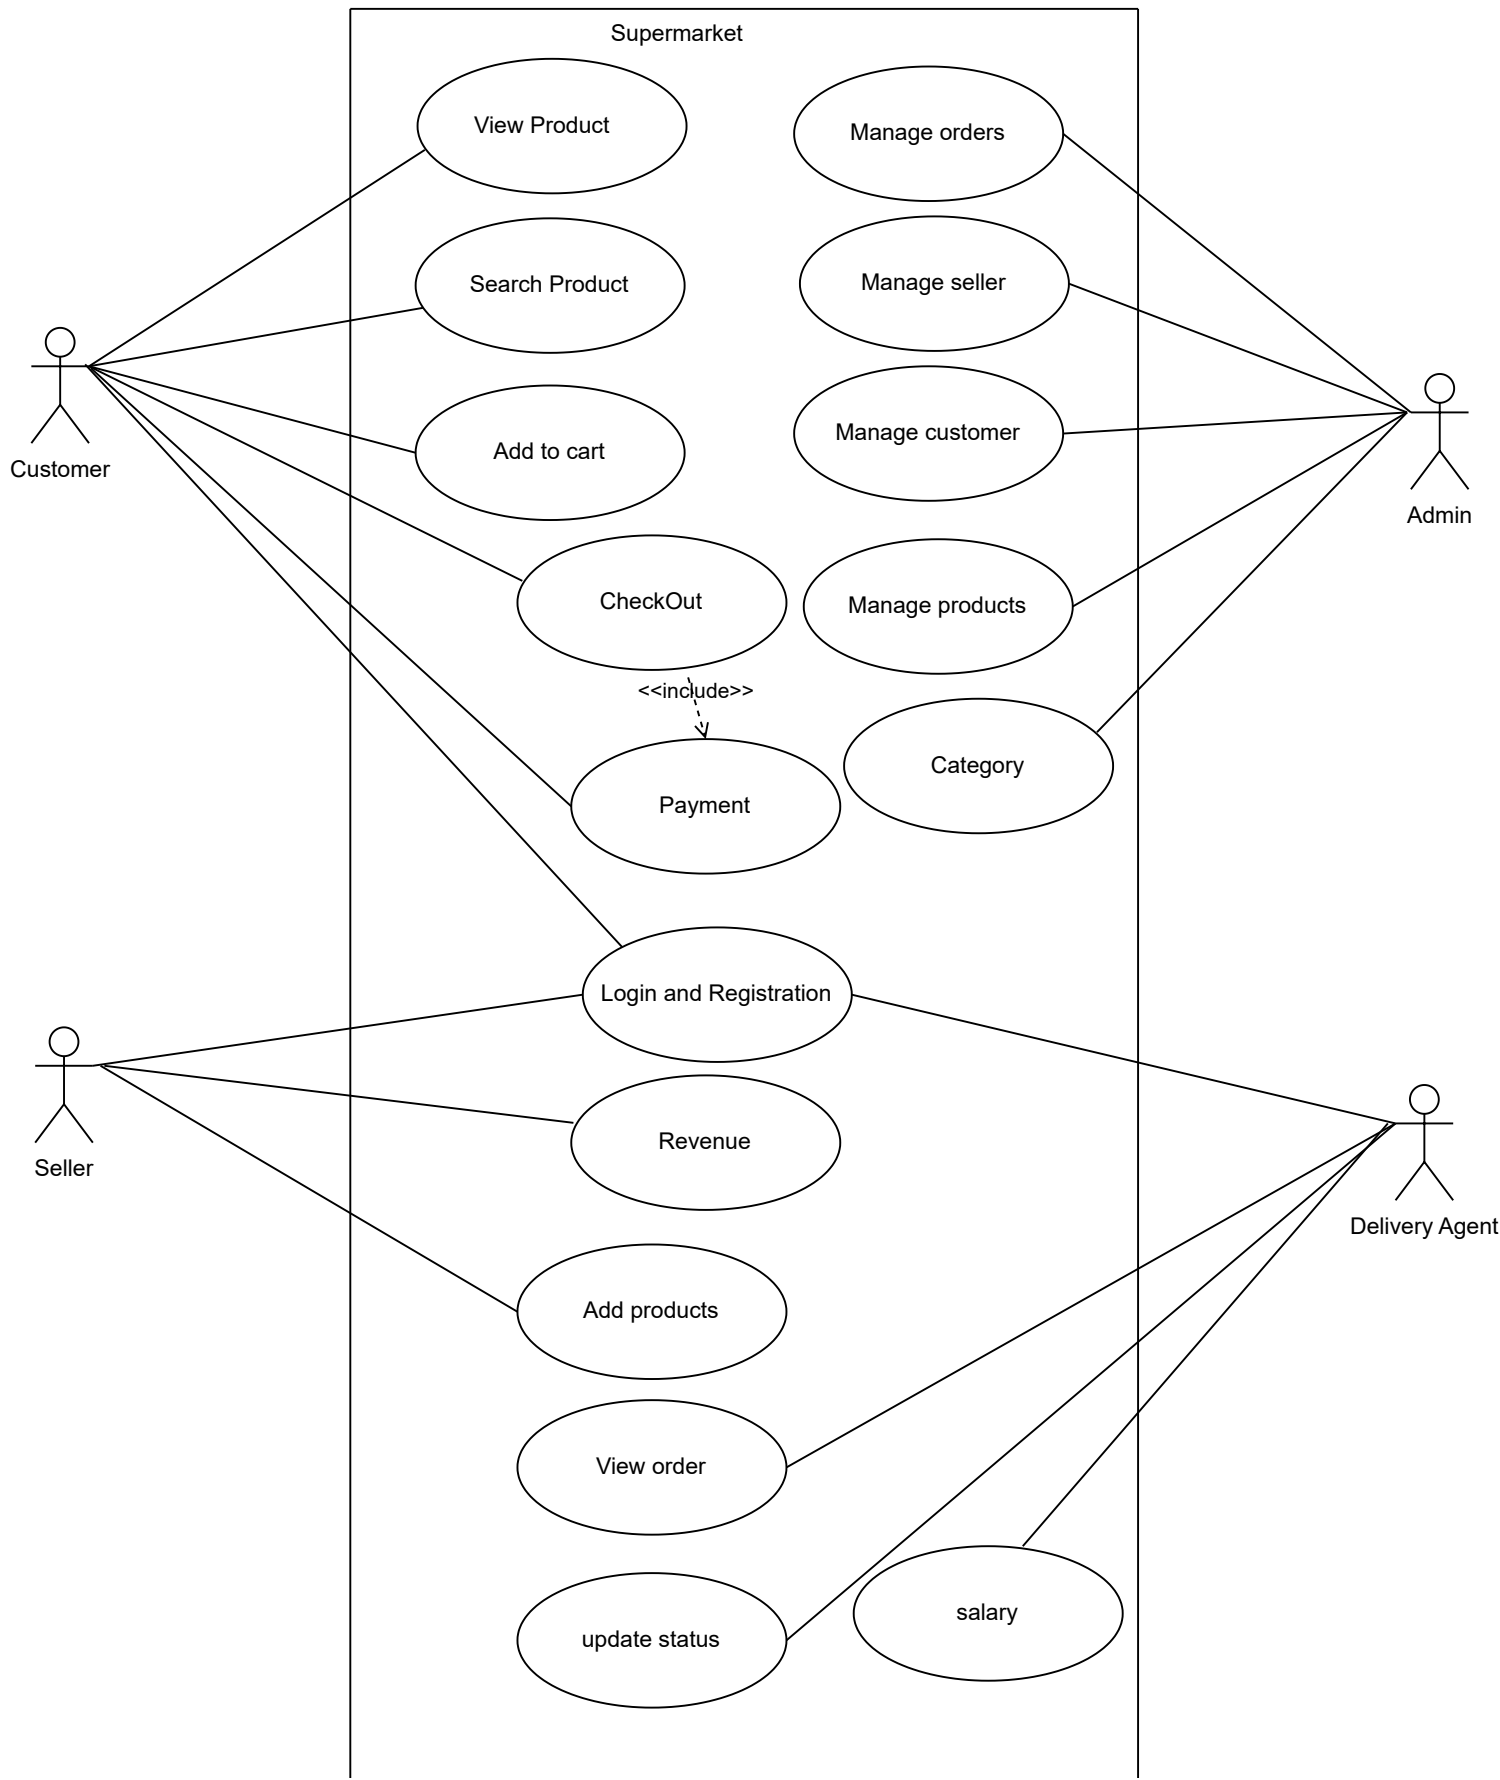 Supermarket
View Product
Manage orders
Search Product
Manage seller
Add to cart
Manage customer
Customer
Admin
CheckOut
Manage products
<<include>>
Category
Payment
Login and Registration
Revenue
Seller
Delivery Agent
Add products
View order
salary
update status